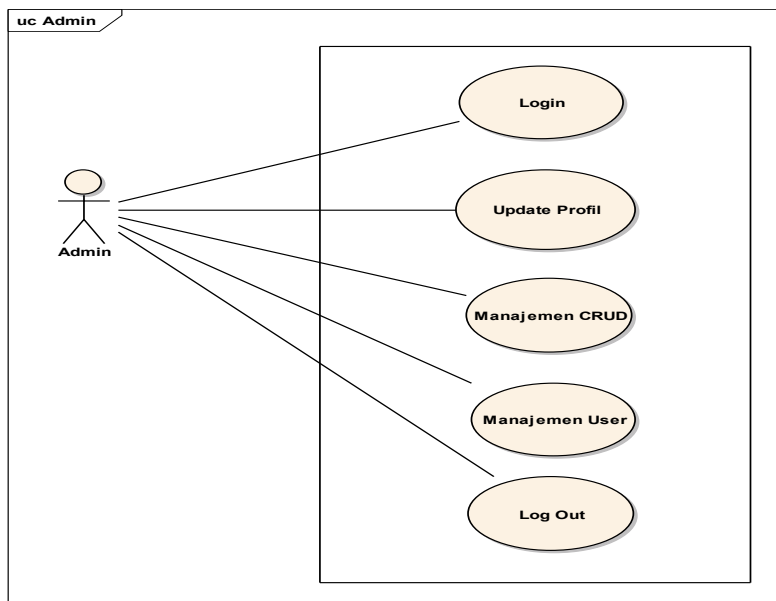 uc Admin
Login
Update Profil
Admin
Manajemen CRUD
Manajemen User
Log Out